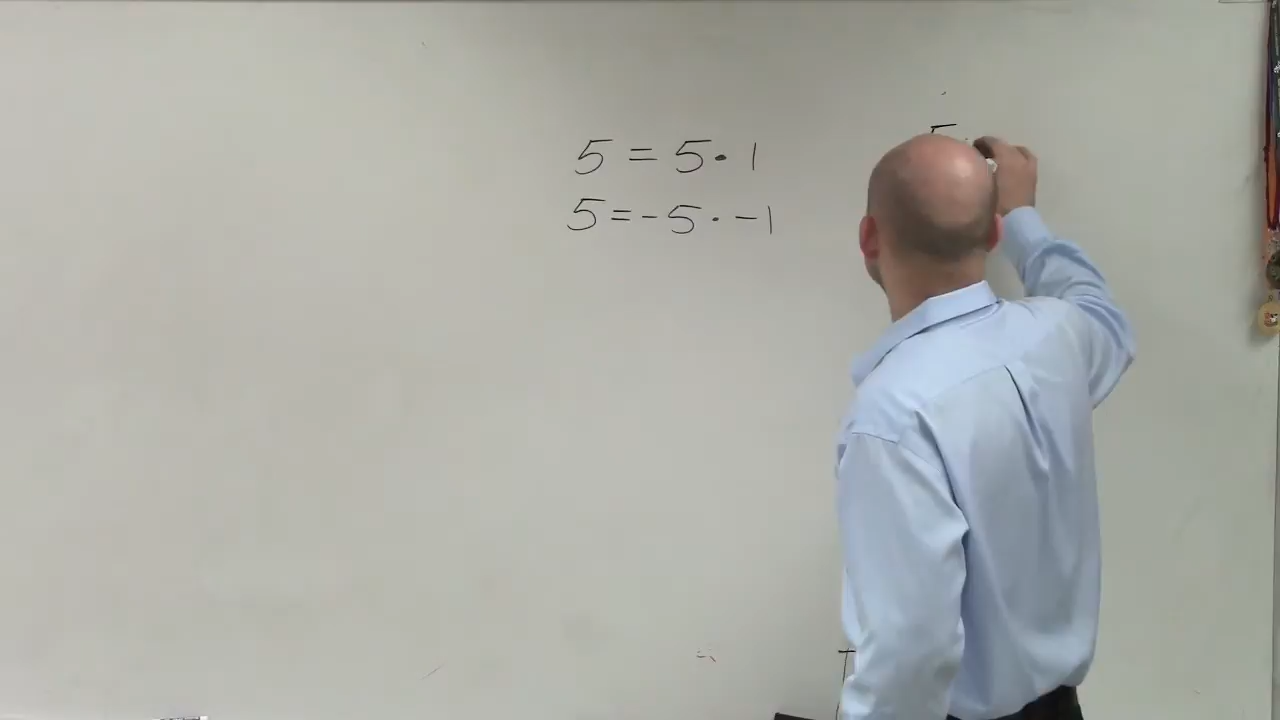 5 = 5 · 1
5 = -5 · -1